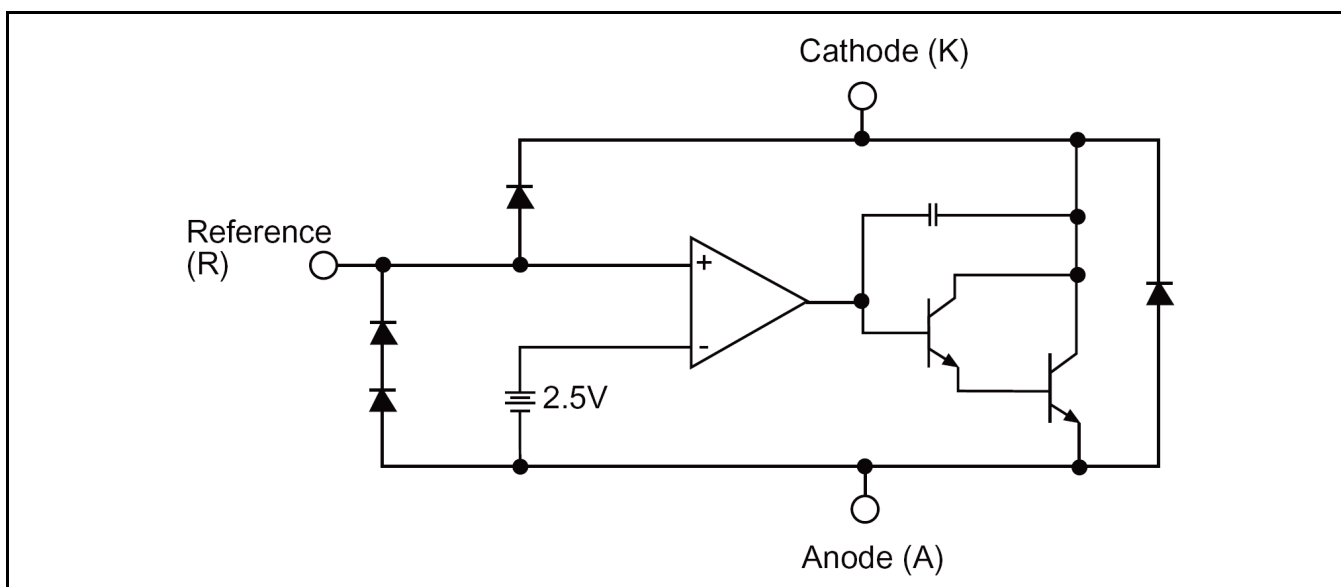 Cathode (K)
Reference
(R)
+
-
2.5V
Anode (A)